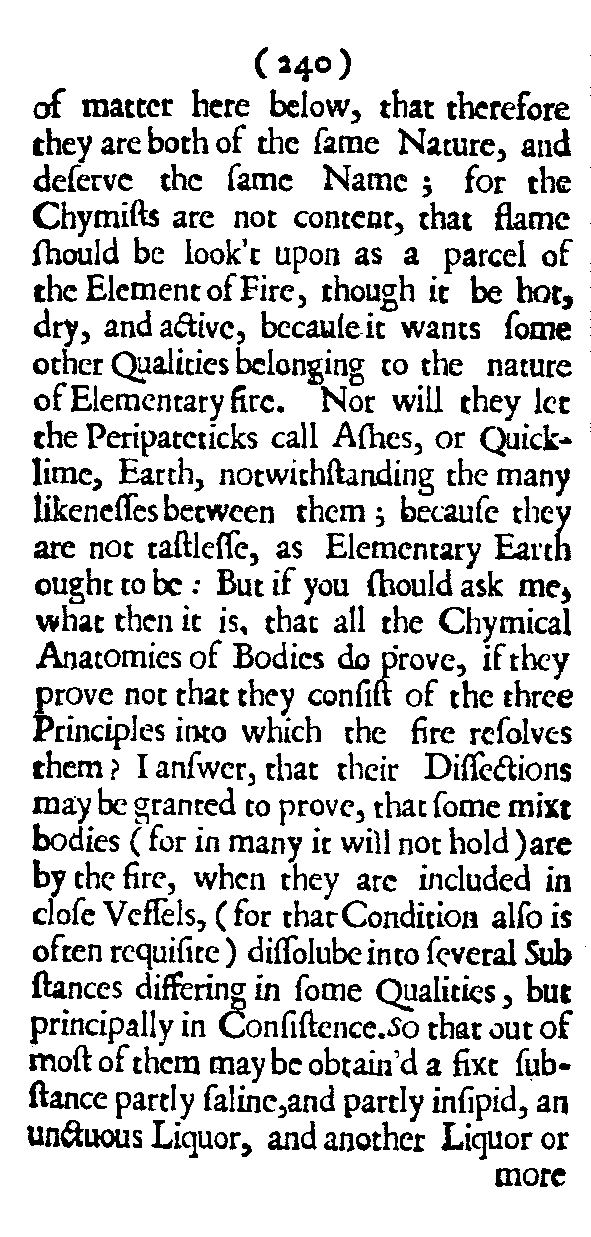 (240)
of matter here below, that therefore
they are both of the ſame Nature, and
deſerve the ſame Name ; for the
Chymiſts are not content, that flame
ſhould be look't upon as a parcel of
the Element of Fire, though it be hot,
dry, and active, becauſe it wants ſome
other Qualities belonging to the nature
of Elementary fire. Nor will they let
the Peripateticks call Aſhes, or Quick-
lime, Earth, notwithſtanding the many
likeneſſes between them ; becauſe they
are not taſtleſſe, as Elementary Earth
ought to be : But if you ſhould ask me,
what then it is, that all the Chymical
Anatomies of Bodies do prove, if they
prove not that they conſiſt of the three
Principles into which the fire reſolves
them ? I anſwer, that their Diſſections
may be granted to prove, that ſome mixt
bodies (for in many it will not hold) are
by the fire, when they are included in
cloſe Veſſels, (for that Condition alſo is
often requiſite) diſſolube into ſeveral Sub
ſtances differing in ſome Qualities, but
principally in Conſiſtence. So that out of
moſt of them may be obtain'd a fixt ſub-
ſtance partly ſaline, and partly inſipid, an
unctuous Liquor, and another Liquor or
more